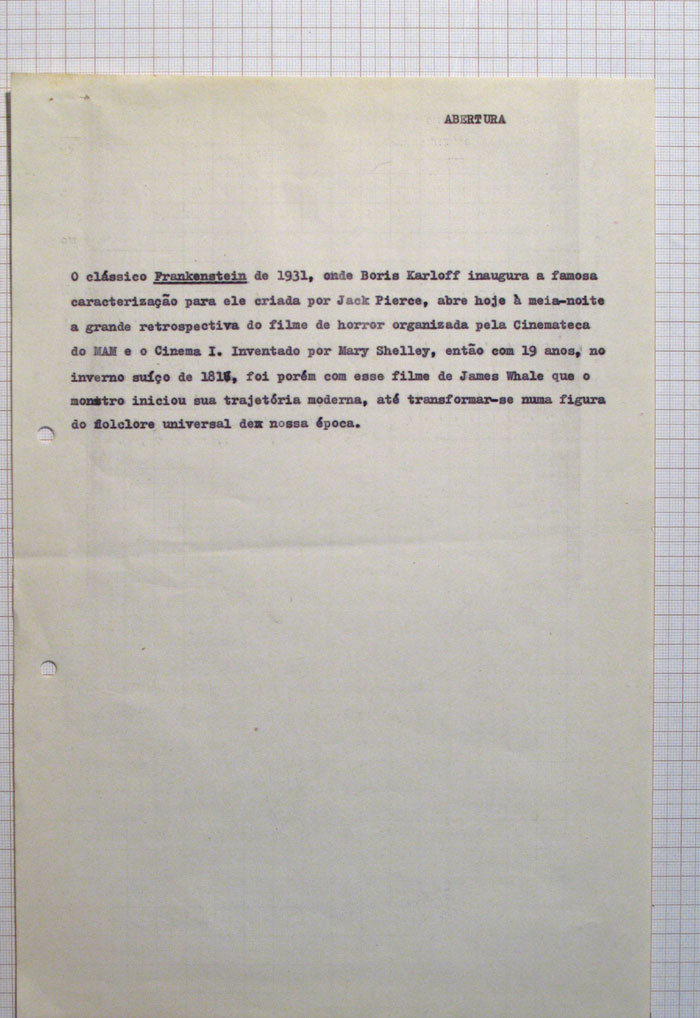 ABERTURA
O clássico Frankenstein de 1931, onde Boris Karloff inaugura a famosa
caracterização para ele criada por Jack Pierce, abre hoje à meia-noite
a grande retrospectiva do filme de horror organizada pela Cinemateca
do MAM e o Cinema I. Inventado por Mary Shelley, então com 19 anos, no
inverno suíço de , foi porém com esse filme de James Whale que o
monstro iniciou sua trajetória moderna, até transformar-se numa figura
do folclore universal dex nossa época.